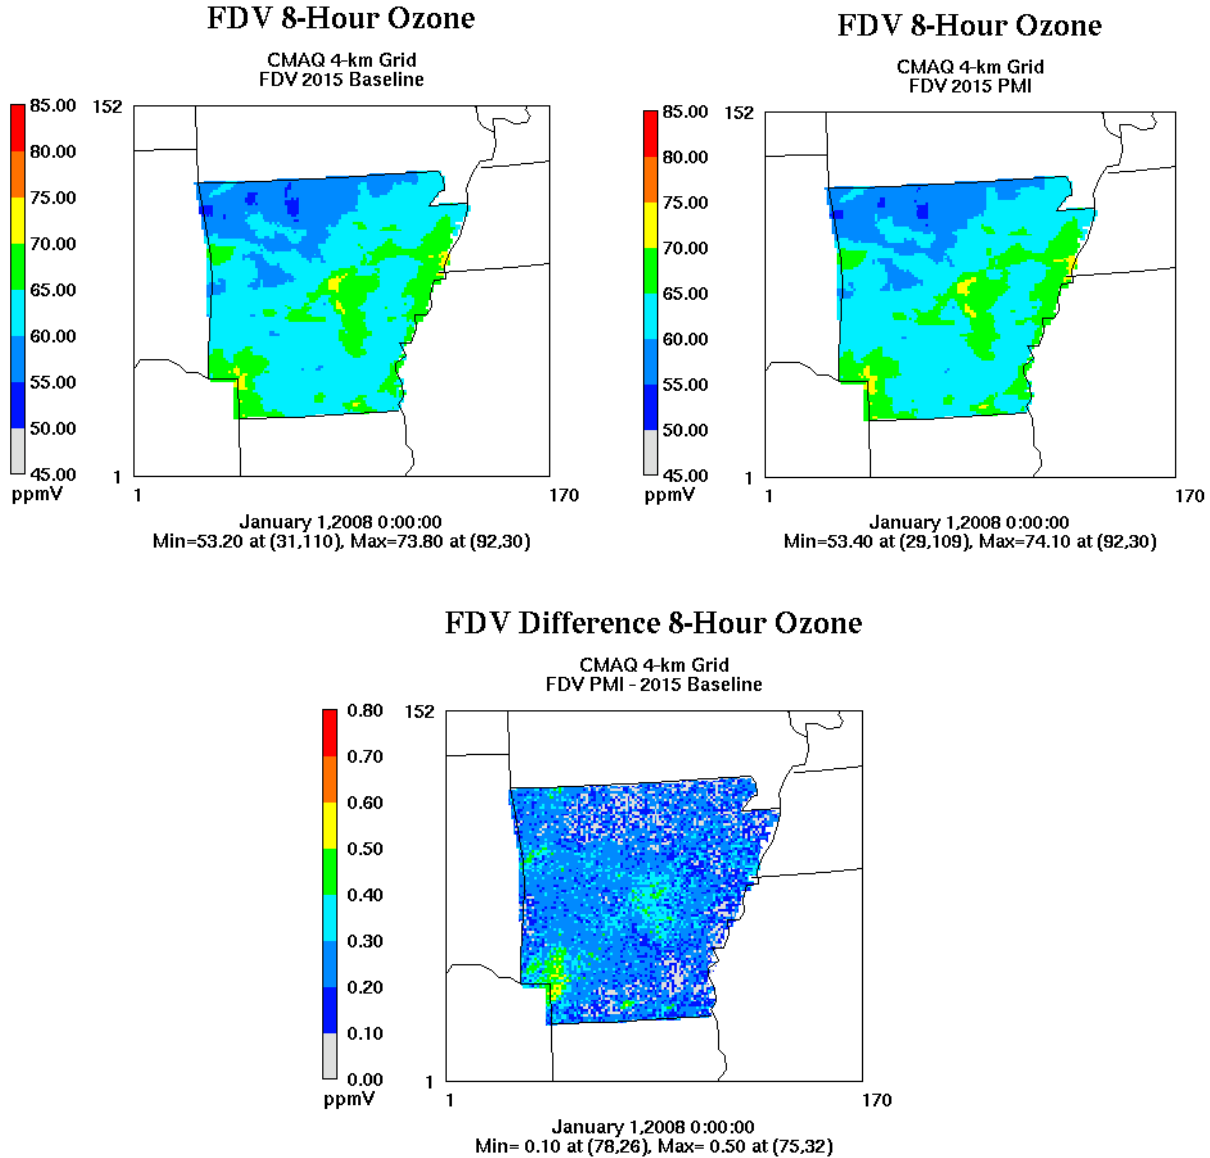 FDV 8-Hour Ozone
CMAQ 4-km Grid
FDV 2015 Baseline
85.00
80.00
75.00
70.00
65.00
60.00
55.00
50.00
45.00
ppmV
152
1
1
170
January 1,2008 0:00:00
Min=53.20 at (31,110), Max=73.80 at (92,30)
FDV 8-Hour Ozone
CMAQ 4-km Grid
FDV 2015 PMI
85.00
80.00
75.00
70.00
65.00
60.00
55.00
50.00
45.00
ppmV
152
1
1
170
January 1,2008 0:00:00
Min=53.40 at (29,109), Max=74.10 at (92,30)
FDV Difference 8-Hour Ozone
CMAQ 4-km Grid
FDV PMI - 2015 Baseline
0.80
0.70
0.60
0.50
0.40
0.30
0.20
0.10
0.00
ppmV
152
1
1
170
January 1,2008 0:00:00
Min= 0.10 at (78,26), Max= 0.50 at (75,32)